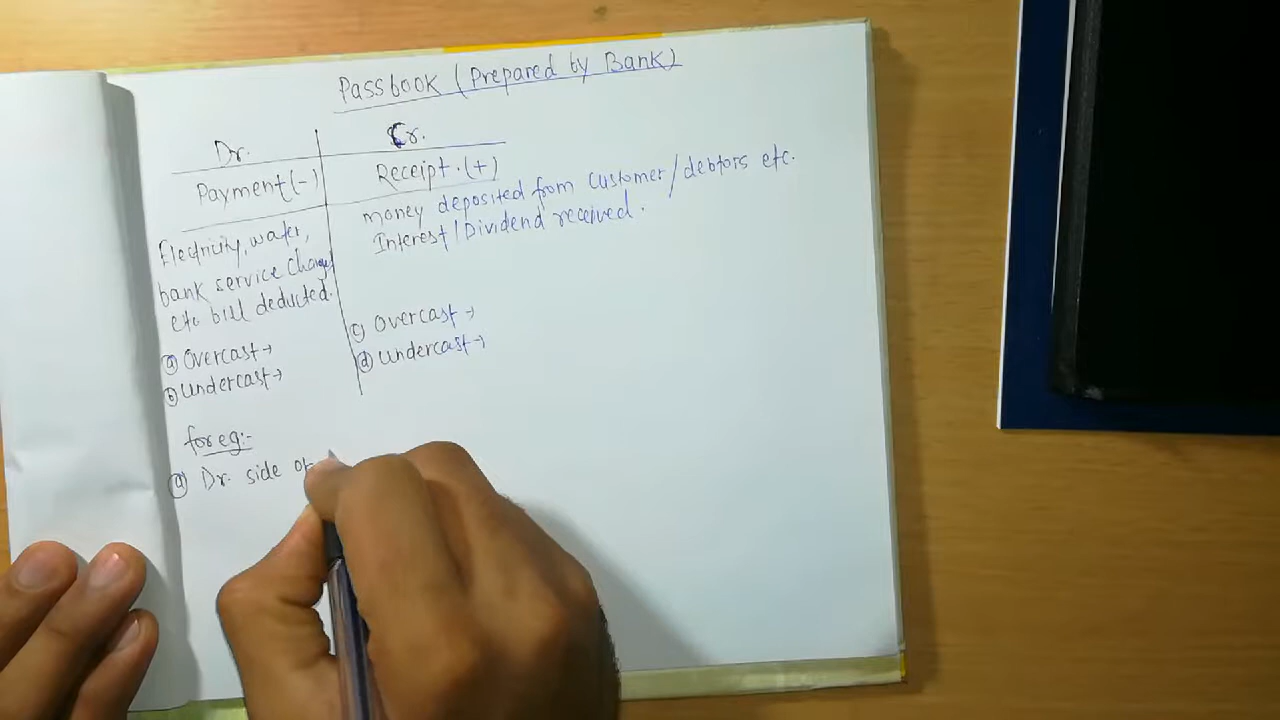 Passbook (Prepared by Bank)
Dr.
Cr.
Payment (-)
Receipt. (+)
Electricity, water,
bank service charges
etc bill deducted.
a) Overcast →
b) Undercast →
money deposited from customer / debtors etc.
Interest / Dividend received.
c) Overcast →
d) Undercast →
for eg:-
a) Dr. side of